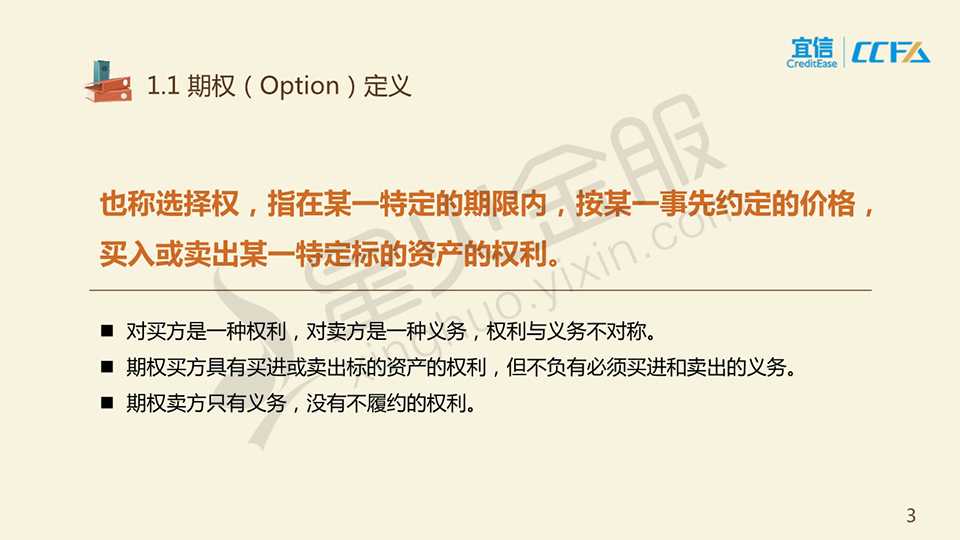 宜信
CreditEase
CCFA
1.1 期权（Option）定义
也称选择权，指在某一特定的期限内，按某一事先约定的价格，
买入或卖出某一特定标的资产的权利。
■ 对买方是一种权利，对卖方是一种义务，权利与义务不对称。
■ 期权买方具有买进或卖出标的资产的权利，但不负有必须买进和卖出的义务。
■ 期权卖方只有义务，没有不履约的权利。
星火金服
xinghuo.yixin.com
3